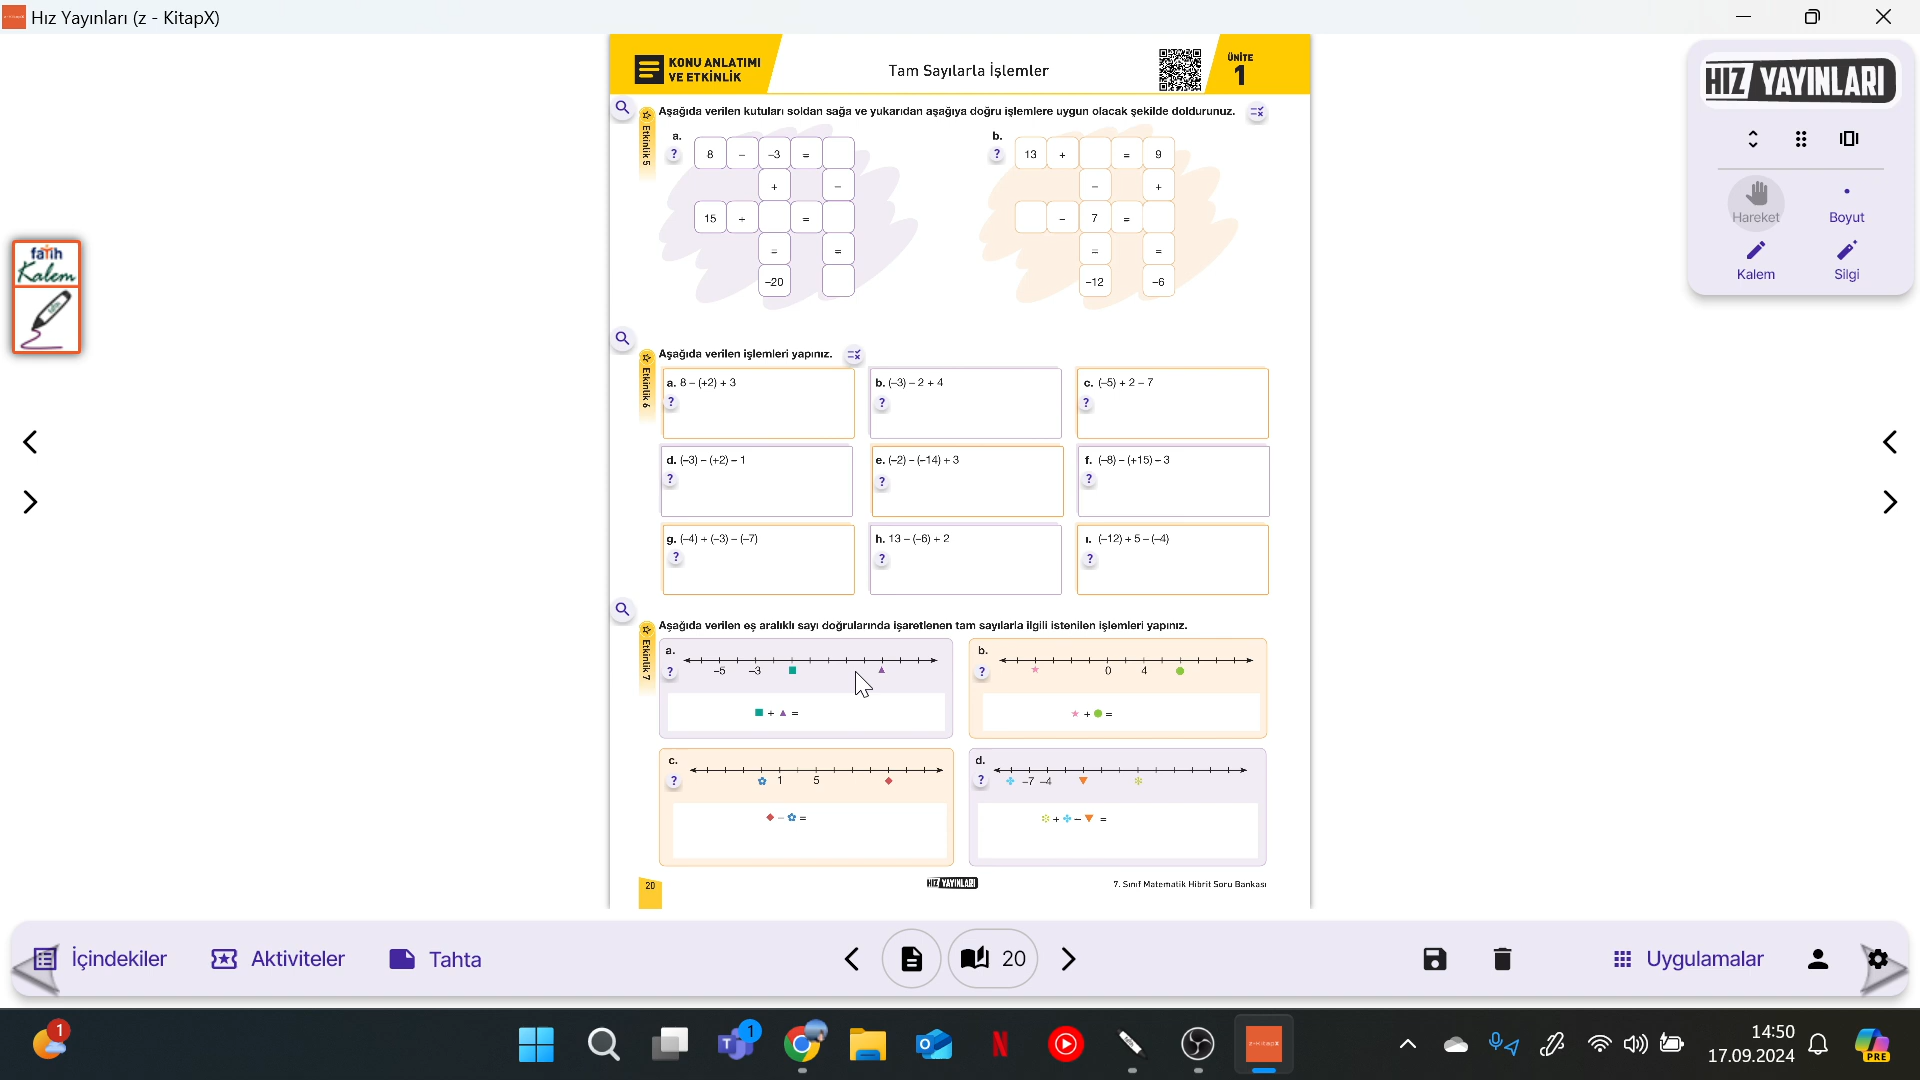 Hız Yayınları (z - KitapX)
KONU ANLATIMI
VE ETKİNLİK
Tam Sayılarla İşlemler
ÜNİTE
1
HIZ YAYINLARI
Hareket
Boyut
Kalem
Silgi
fatih
Kalem
Etkinlik 5
Aşağıda verilen kutuları soldan sağa ve yukarıdan aşağıya doğru işlemlere uygun olacak şekilde doldurunuz.
a.
?
8 – –3 =
+ –
15 + =
= =
–20
b.
?
13 + = 9
– +
– 7 =
= =
–12 –6
Etkinlik 6
Aşağıda verilen işlemleri yapınız.
a. 8 – (+2) + 3
?
b. (–3) – 2 + 4
?
c. (–5) + 2 – 7
?
d. (–3) – (+2) – 1
?
e. (–2) – (–14) + 3
?
f. (–8) – (+15) – 3
?
g. (–4) + (–3) – (–7)
?
h. 13 – (–6) + 2
?
ı. (–12) + 5 – (–4)
?
Etkinlik 7
Aşağıda verilen eş aralıklı sayı doğrularında işaretlenen tam sayılarla ilgili istenilen işlemleri yapınız.
a.
?
–5 –3 ■ ▲
■ + ▲ =
b.
?
★ 0 4 ●
★ + ● =
c.
?
✿ 1 5 ◆
◆ – ✿ =
d.
?
✤ –7 –4 ▼ ❊
❊ + ✤ – ▼ =
20
HIZ YAYINLARI
7. Sınıf Matematik Hibrit Soru Bankası
İçindekiler
Aktiviteler
Tahta
20
Uygulamalar
1
1
z-KitapX
14:50
17.09.2024
PRE